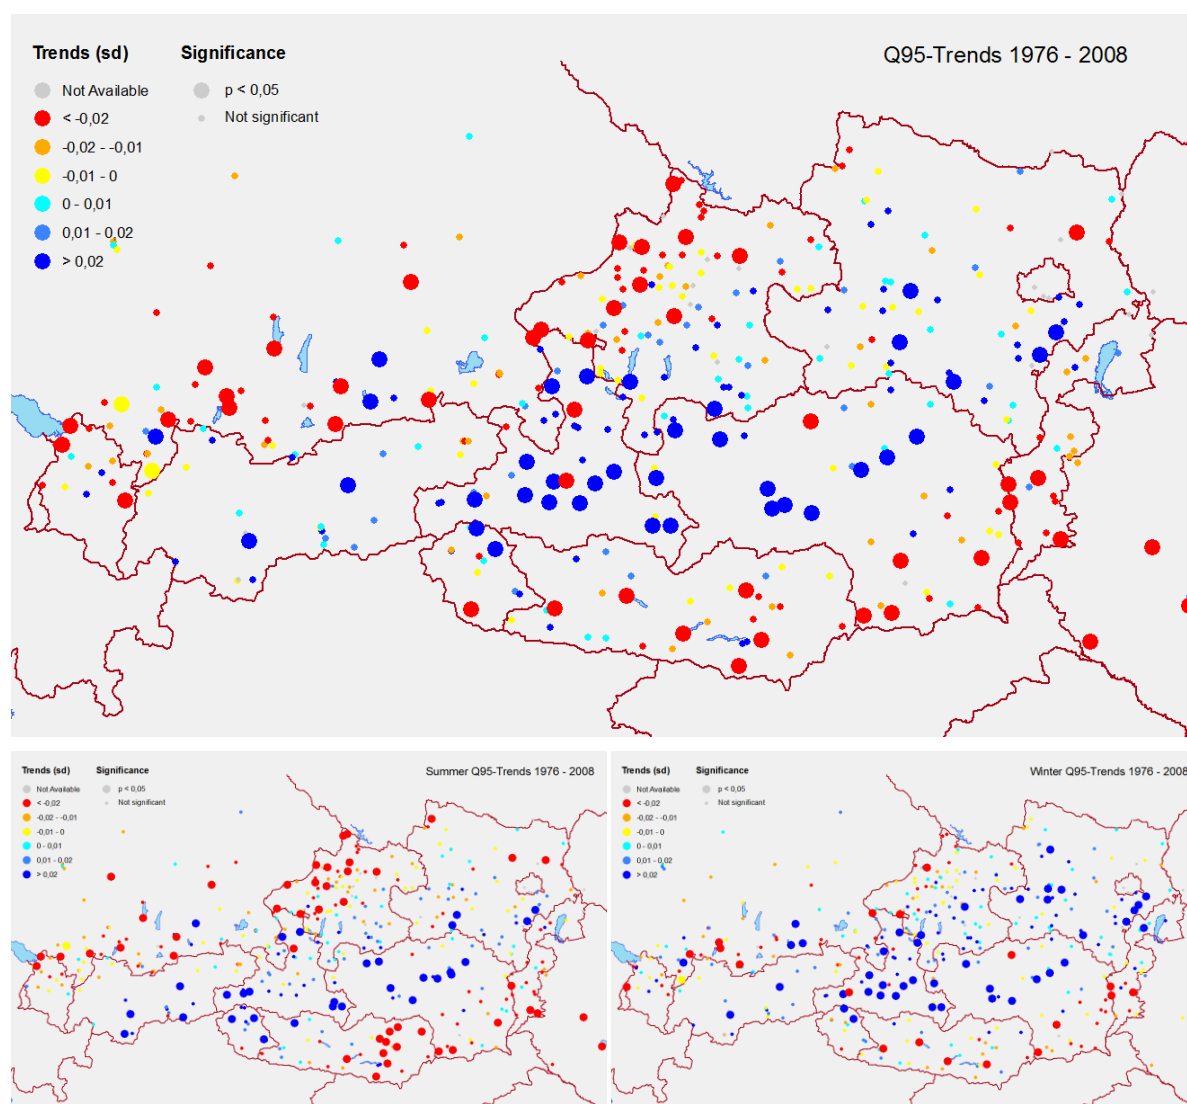 Trends (sd) Significance
Q95-Trends 1976 - 2008
Not Available p < 0,05
< -0,02 Not significant
-0,02 - -0,01
-0,01 - 0
0 - 0,01
0,01 - 0,02
> 0,02
Trends (sd) Significance
Summer Q95-Trends 1976 - 2008
Not Available p < 0,05
< -0,02 Not significant
-0,02 - -0,01
-0,01 - 0
0 - 0,01
0,01 - 0,02
> 0,02
Trends (sd) Significance
Winter Q95-Trends 1976 - 2008
Not Available p < 0,05
< -0,02 Not significant
-0,02 - -0,01
-0,01 - 0
0 - 0,01
0,01 - 0,02
> 0,02